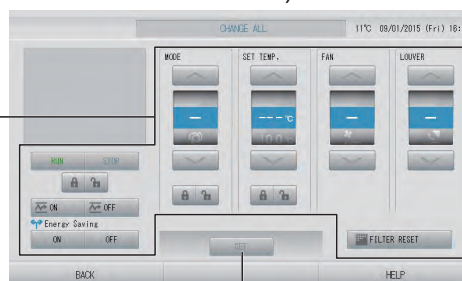 CHANGE ALL 11°C 09/01/2015 (Fri) 16:
MODE SET TEMP. FAN LOUVER
– ---°C – –
RUN STOP
ON OFF
Energy Saving
ON OFF
SET FILTER RESET
BACK HELP